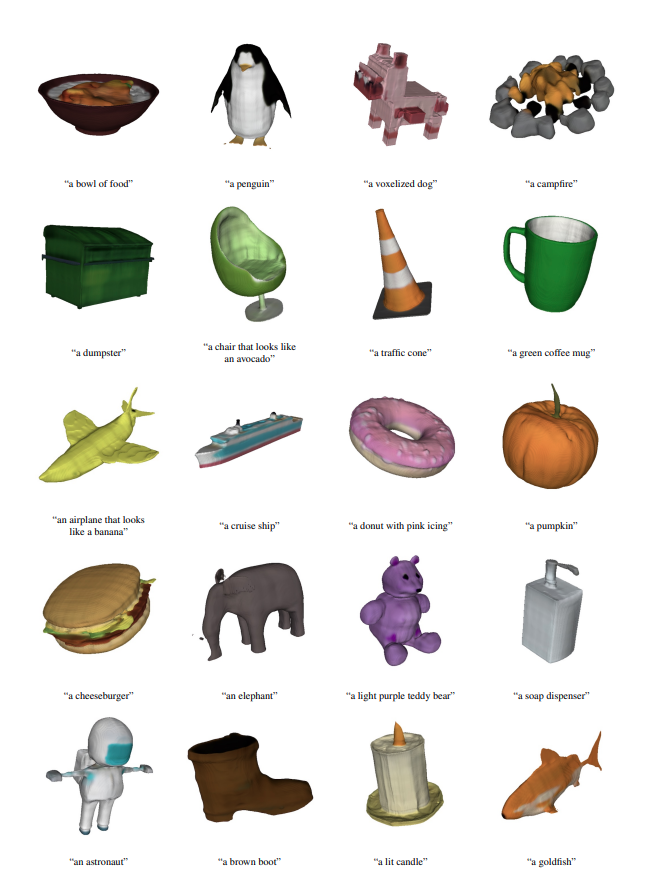 “a bowl of food”
“a penguin”
“a voxelized dog”
“a campfire”
“a dumpster”
“a chair that looks like
an avocado”
“a traffic cone”
“a green coffee mug”
“an airplane that looks
like a banana”
“a cruise ship”
“a donut with pink icing”
“a pumpkin”
“a cheeseburger”
“an elephant”
“a light purple teddy bear”
“a soap dispenser”
“an astronaut”
“a brown boot”
“a lit candle”
“a goldfish”